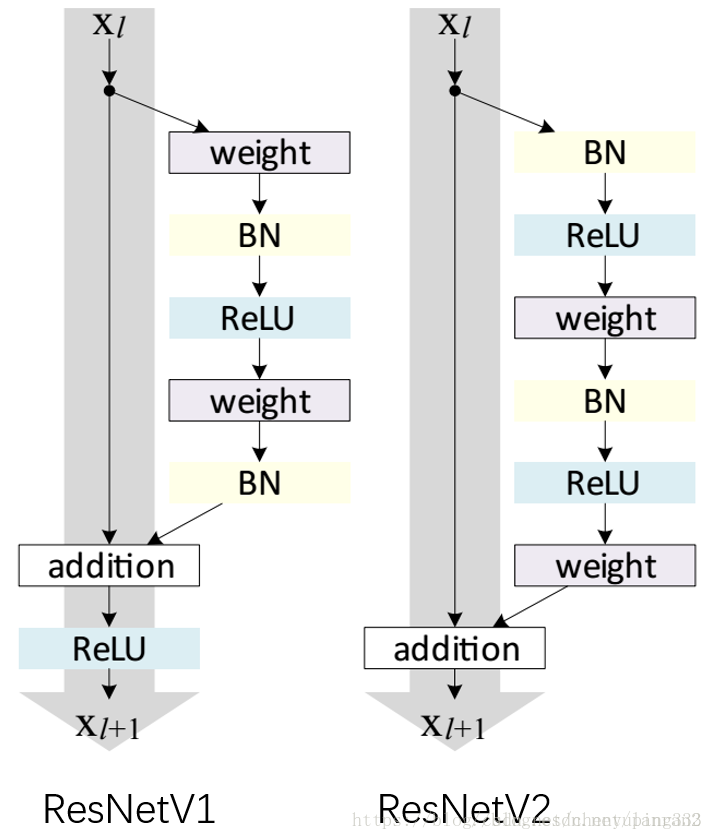 xl
weight
BN
ReLU
weight
BN
addition
ReLU
xl+1
ResNetV1
xl
BN
ReLU
weight
BN
ReLU
weight
addition
xl+1
ResNetV2